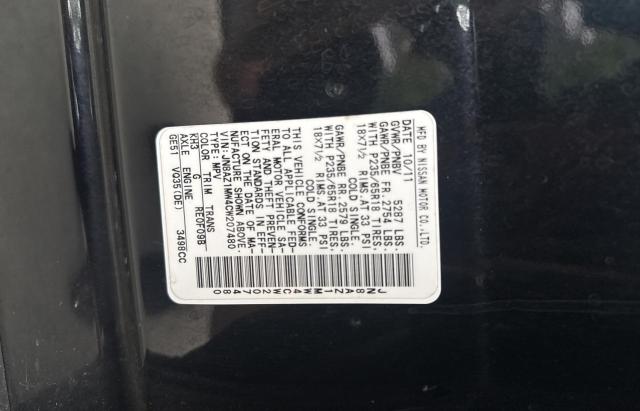 MFD BY NISSAN MOTOR CO.,LTD.
DATE 10/11
GVWR/PNBV 5287 LBS.
GAWR/PNBE FR. 2754 LBS.
WITH P235/65R18 TIRES,
18X7½ RIMS,AT 33 PSI
COLD SINGLE.
GAWR/PNBE RR. 2579 LBS.
WITH P235/65R18 TIRES,
18X7½ RIMS,AT 33 PSI
COLD SINGLE.
THIS VEHICLE CONFORMS
TO ALL APPLICABLE FED-
ERAL MOTOR VEHICLE SA-
FETY AND THEFT PREVEN-
TION STANDARDS IN EFF-
ECT ON THE DATE OF MA-
NUFACTURE SHOWN ABOVE.
VIN:JN8AZ1MW4CW207480
TYPE:MPV
COLOR TRIM TRANS
KH3 G RE0F09B
AXLE ENGINE
GE51 VQ35(DE) 3498CC
JN8AZ1MW4CW207480